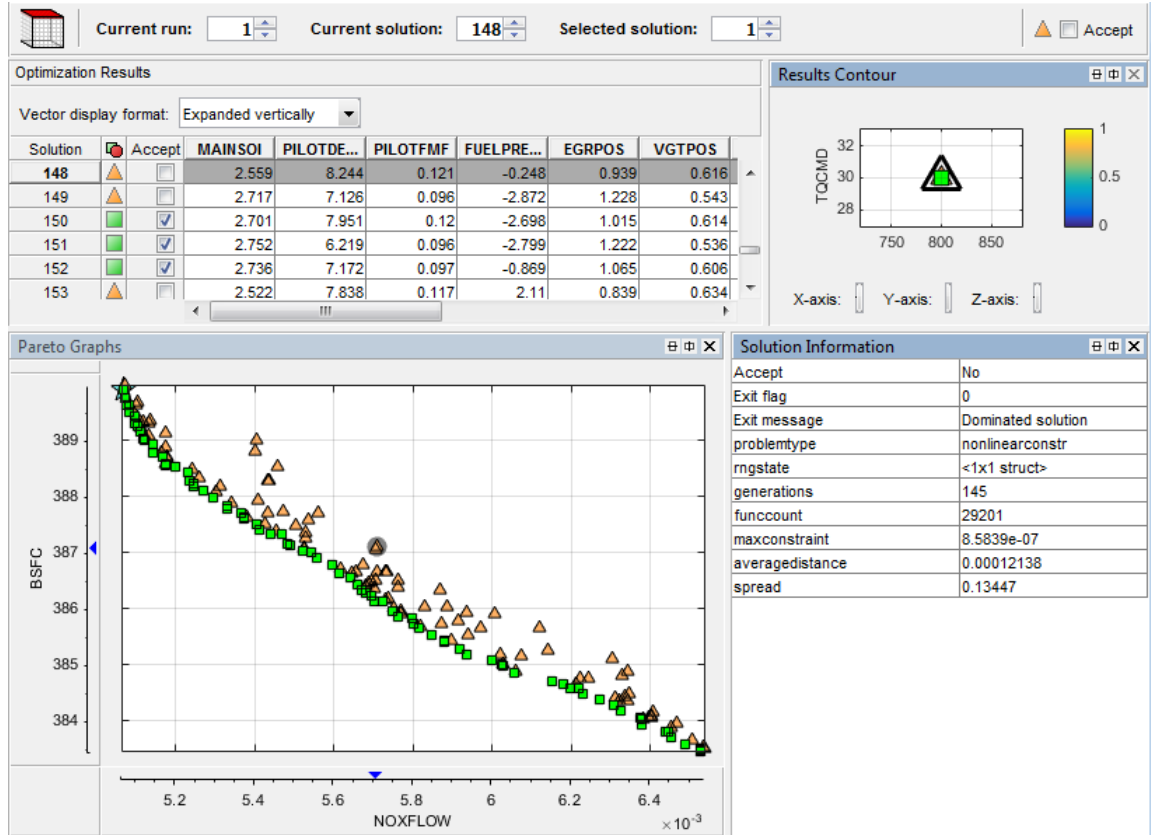 Current run: 1 Current solution: 148 Selected solution: 1 Accept
Optimization Results
Vector display format: Expanded vertically
Solution Accept MAINSOI PILOTDE... PILOTFMF FUELPRE... EGRPOS VGTPOS
148 2.559 8.244 0.121 -0.248 0.939 0.616
149 2.717 7.126 0.096 -2.872 1.228 0.543
150 2.701 7.951 0.12 -2.698 1.015 0.614
151 2.752 6.219 0.096 -2.799 1.222 0.536
152 2.736 7.172 0.097 -0.869 1.065 0.606
153 2.522 7.838 0.117 2.11 0.839 0.634
Results Contour
TQCMD
32
30
28
750 800 850
1
0.5
0
X-axis: Y-axis: Z-axis:
Pareto Graphs
BSFC
389
388
387
386
385
384
5.2 5.4 5.6 5.8 6 6.2 6.4
NOXFLOW ×10⁻³
Solution Information
Accept No
Exit flag 0
Exit message Dominated solution
problemtype nonlinearconstr
rngstate <1x1 struct>
generations 145
funccount 29201
maxconstraint 8.5839e-07
averagedistance 0.00012138
spread 0.13447